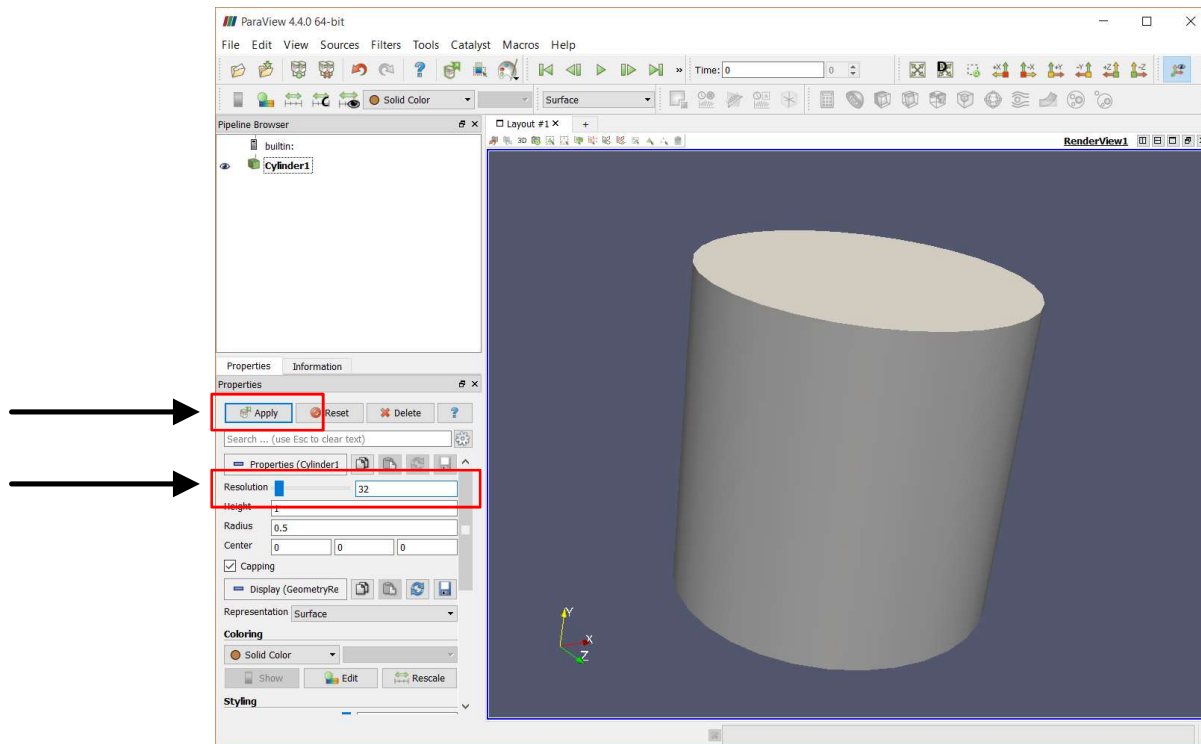 ParaView 4.4.0 64-bit
File Edit View Sources Filters Tools Catalyst Macros Help
Time: 0 0
Solid Color Surface
Pipeline Browser
Layout #1
builtin:
Cylinder1
3D
RenderView1
Properties Information
Properties
Apply Reset Delete ?
Search ... (use Esc to clear text)
Properties (Cylinder1
Resolution 32
Height 1
Radius 0.5
Center 0 0 0
Capping
Display (GeometryRe
Representation Surface
Coloring
Solid Color
Show Edit Rescale
Styling
Y
X
Z